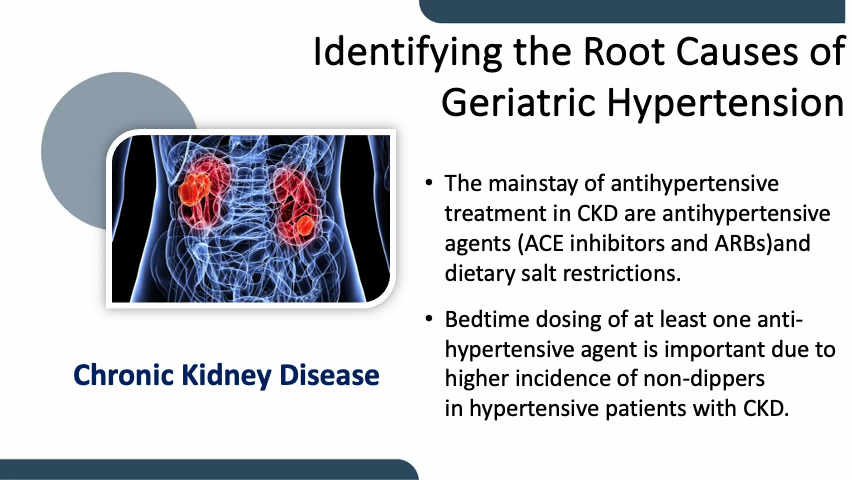 Identifying the Root Causes of
Geriatric Hypertension
• The mainstay of antihypertensive
treatment in CKD are antihypertensive
agents (ACE inhibitors and ARBs)and
dietary salt restrictions.
• Bedtime dosing of at least one anti-
hypertensive agent is important due to
higher incidence of non-dippers
in hypertensive patients with CKD.
Chronic Kidney Disease